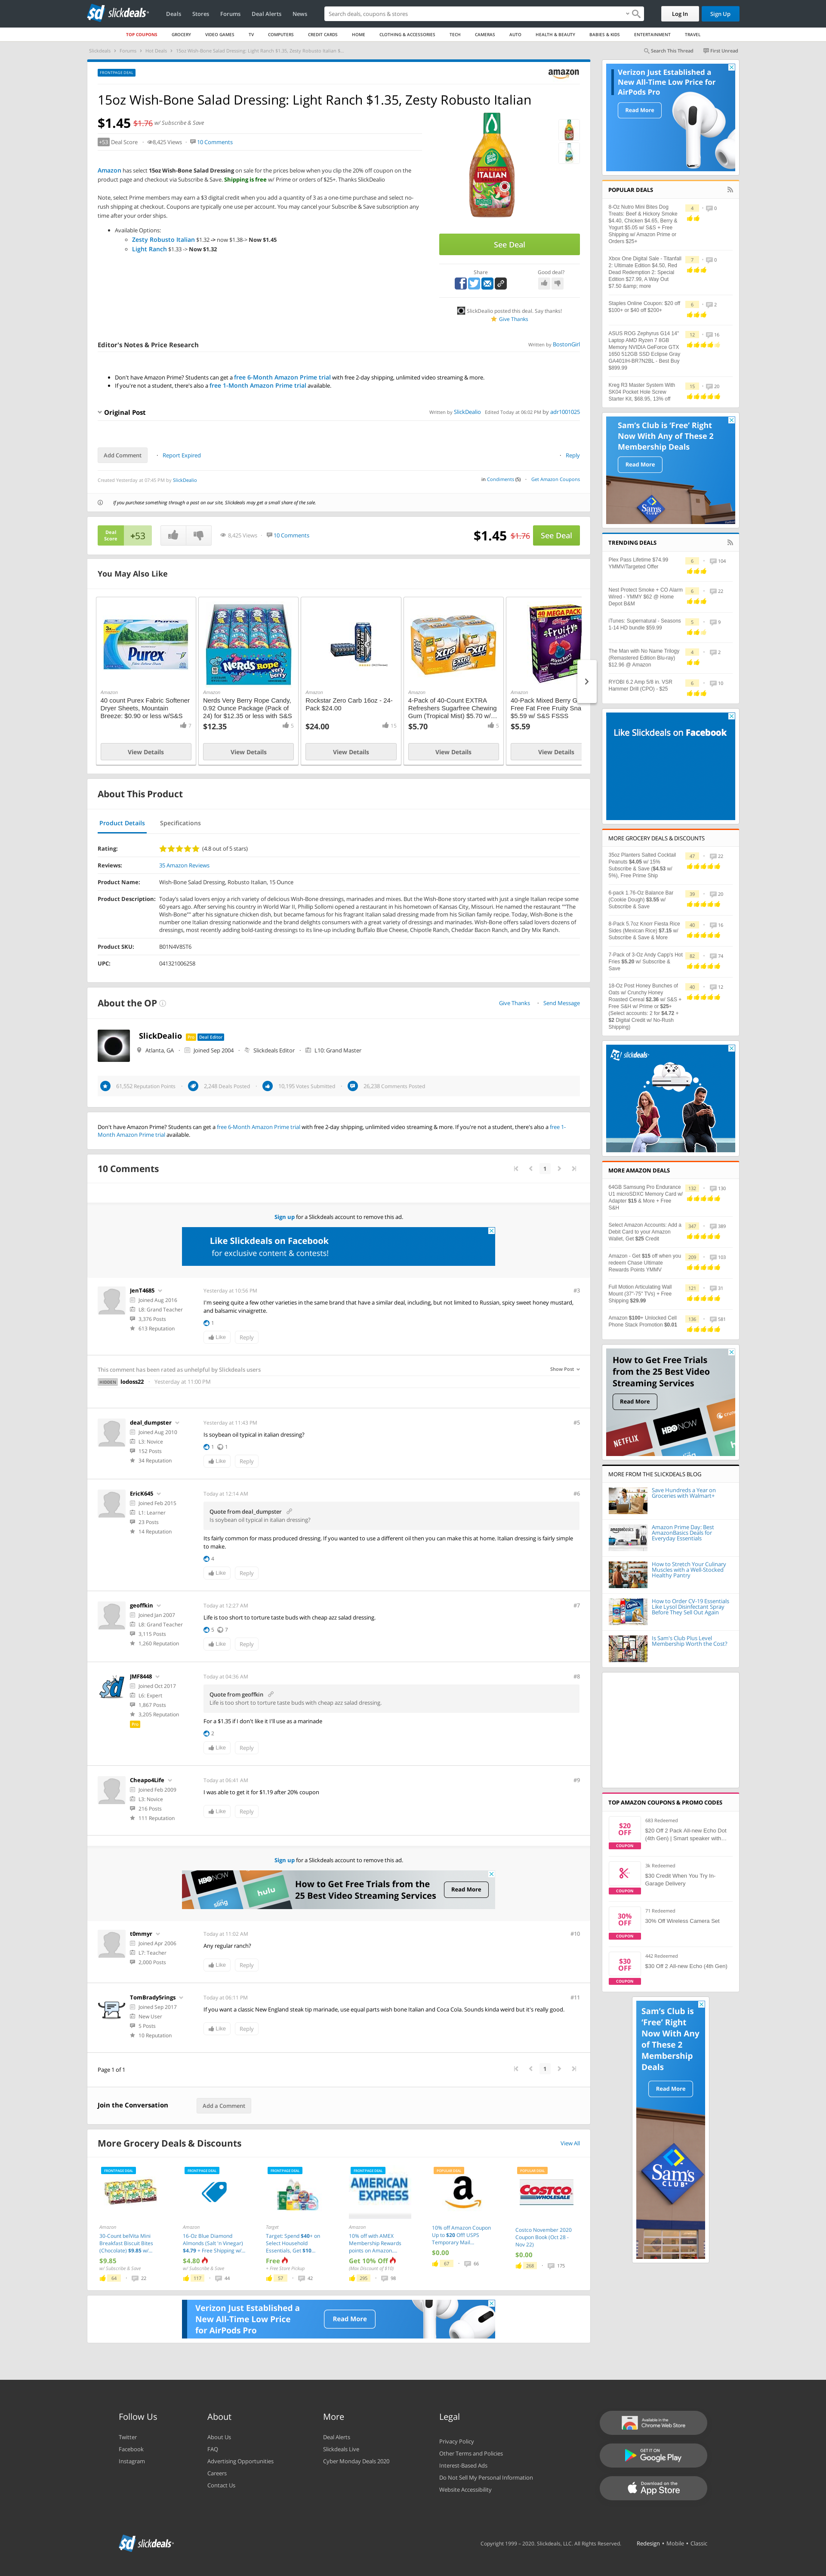 slickdeals
Deals Stores Forums Deal Alerts News
Search deals, coupons & stores
Log In Sign Up
TOP COUPONS GROCERY VIDEO GAMES TV COMPUTERS CREDIT CARDS HOME CLOTHING & ACCESSORIES TECH CAMERAS AUTO HEALTH & BEAUTY BABIES & KIDS ENTERTAINMENT TRAVEL
Slickdeals Forums Hot Deals 15oz Wish-Bone Salad Dressing: Light Ranch $1.35, Zesty Robusto Italian $...
Search This Thread First Unread
FRONTPAGE DEAL
amazon
15oz Wish-Bone Salad Dressing: Light Ranch $1.35, Zesty Robusto Italian
$1.45 $1.76 w/ Subscribe & Save
+53 Deal Score 8,425 Views 10 Comments
Amazon has 15oz Wish-Bone Salad Dressing on sale for the prices below when you clip the 20% off coupon on the
product page and checkout via Subscribe & Save. Shipping is free w/ Prime or orders of $25+. Thanks SlickDealio
Note, select Prime members may earn a $3 digital credit when you add a quantity of 3 as a one-time purchase and select no-
rush shipping at checkout. Coupons are typically one use per account. You may cancel your Subscribe & Save subscription any
time after your order ships.
Available Options:
Zesty Robusto Italian $1.32 -> now $1.38-> Now $1.45
Light Ranch $1.33 -> Now $1.32
See Deal
Share Good deal?
SlickDealio posted this deal. Say thanks!
Give Thanks
Editor's Notes & Price Research
Written by BostonGirl
Don't have Amazon Prime? Students can get a free 6-Month Amazon Prime trial with free 2-day shipping, unlimited video streaming & more.
If you're not a student, there's also a free 1-Month Amazon Prime trial available.
Original Post
Written by SlickDealio Edited Today at 06:02 PM by adr1001025
Add Comment Report Expired Reply
Created Yesterday at 07:45 PM by SlickDealio
in Condiments (5) Get Amazon Coupons
If you purchase something through a post on our site, Slickdeals may get a small share of the sale.
Deal Score +53
8,425 Views 10 Comments
$1.45 $1.76 See Deal
You May Also Like
Amazon
40 count Purex Fabric Softener
Dryer Sheets, Mountain
Breeze: $0.90 or less w/S&S
7
View Details
Amazon
Nerds Very Berry Rope Candy,
0.92 Ounce Package (Pack of
24) for $12.35 or less with S&S
$12.35 5
View Details
Amazon
Rockstar Zero Carb 16oz - 24-
Pack $24.00
$24.00 15
View Details
Amazon
4-Pack of 40-Count EXTRA
Refreshers Sugarfree Chewing
Gum (Tropical Mist) $5.70 w/...
$5.70 5
View Details
Amazon
40-Pack Mixed Berry G
Free Fat Free Fruity Sna
$5.59 w/ S&S FSSS
$5.59
View Details
About This Product
Product Details Specifications
Rating: (4.8 out of 5 stars)
Reviews: 35 Amazon Reviews
Product Name: Wish-Bone Salad Dressing, Robusto Italian, 15 Ounce
Product Description: Today's salad lovers enjoy a variety of delicious Wish-Bone dressings, marinades and mixes. But the Wish-Bone story started with just a single Italian recipe some
60 years ago. After serving his country in World War II, Phillip Sollomi opened a restaurant in his hometown of Kansas City, Missouri. He named the restaurant ""The
Wish-Bone"" after his signature chicken dish, but became famous for his fragrant Italian salad dressing made from his Sicilian family recipe. Today, Wish-Bone is the
number one Italian dressing nationwide and the brand delights consumers with a great variety of dressings and marinades. Wish-Bone offers salad lovers dozens of
dressings, most recently adding bold-tasting dressings to its line-up including Buffalo Blue Cheese, Chipotle Ranch, Cheddar Bacon Ranch, and Dry Mix Ranch.
Product SKU: B01N4V85T6
UPC: 041321006258
About the OP
Give Thanks Send Message
SlickDealio Pro Deal Editor
Atlanta, GA Joined Sep 2004 Slickdeals Editor L10: Grand Master
61,552 Reputation Points 2,248 Deals Posted 10,195 Votes Submitted 26,238 Comments Posted
Don't have Amazon Prime? Students can get a free 6-Month Amazon Prime trial with free 2-day shipping, unlimited video streaming & more. If you're not a student, there's also a free 1-
Month Amazon Prime trial available.
10 Comments
1
Sign up for a Slickdeals account to remove this ad.
Like Slickdeals on Facebook
for exclusive content & contests!
JenT4685
Joined Aug 2016
L8: Grand Teacher
3,376 Posts
613 Reputation
Yesterday at 10:56 PM #3
I'm seeing quite a few other varieties in the same brand that have a similar deal, including, but not limited to Russian, spicy sweet honey mustard,
and balsamic vinaigrette.
1
Like Reply
This comment has been rated as unhelpful by Slickdeals users
Show Post
HIDDEN lodoss22 Yesterday at 11:00 PM
deal_dumpster
Joined Aug 2010
L3: Novice
152 Posts
34 Reputation
Yesterday at 11:43 PM #5
Is soybean oil typical in italian dressing?
1 1
Like Reply
EricK645
Joined Feb 2015
L1: Learner
23 Posts
14 Reputation
Today at 12:14 AM #6
Quote from deal_dumpster
Is soybean oil typical in italian dressing?
Its fairly common for mass produced dressing. If you wanted to use a different oil then you can make this at home. Italian dressing is fairly simple
to make.
4
Like Reply
geoffkin
Joined Jan 2007
L8: Grand Teacher
3,115 Posts
1,260 Reputation
Today at 12:27 AM #7
Life is too short to torture taste buds with cheap azz salad dressing.
5 7
Like Reply
JMF8448
Joined Oct 2017
L6: Expert
1,867 Posts
3,205 Reputation
Pro
Today at 04:36 AM #8
Quote from geoffkin
Life is too short to torture taste buds with cheap azz salad dressing.
For a $1.35 if I don't like it I'll use as a marinade
2
Like Reply
Cheapo4Life
Joined Feb 2009
L3: Novice
216 Posts
111 Reputation
Today at 06:41 AM #9
I was able to get it for $1.19 after 20% coupon
Like Reply
Sign up for a Slickdeals account to remove this ad.
HBO NOW
sling hulu
How to Get Free Trials from the
25 Best Video Streaming Services
Read More
t0mmyr
Joined Apr 2006
L7: Teacher
2,000 Posts
Today at 11:02 AM #10
Any regular ranch?
Like Reply
TomBrady5rings
Joined Sep 2017
New User
5 Posts
10 Reputation
Today at 06:11 PM #11
If you want a classic New England steak tip marinade, use equal parts wish bone Italian and Coca Cola. Sounds kinda weird but it's really good.
Like Reply
Page 1 of 1
1
Join the Conversation Add a Comment
More Grocery Deals & Discounts
View All
FRONTPAGE DEAL
Amazon
30-Count belVita Mini
Breakfast Biscuit Bites
(Chocolate) $9.85 w/...
$9.85
w/ Subscribe & Save
64 22
FRONTPAGE DEAL
Amazon
16-Oz Blue Diamond
Almonds (Salt 'n Vinegar)
$4.79 + Free Shipping w/...
$4.80
w/ Subscribe & Save
117 44
FRONTPAGE DEAL
Target
Target: Spend $40+ on
Select Household
Essentials, Get $10...
Free
+ Free Store Pickup
57 42
FRONTPAGE DEAL
AMERICAN EXPRESS
Amazon
10% off with AMEX
Membership Rewards
points on Amazon...
Get 10% Off
(Max Discount of $10)
295 98
POPULAR DEAL
10% off Amazon Coupon
Up to $20 Off! USPS
Temporary Mail...
$0.00
67 66
POPULAR DEAL
COSTCO WHOLESALE
Costco November 2020
Coupon Book (Oct 28 -
Nov 22)
$0.00
268 175
Verizon Just Established a
New All-Time Low Price
for AirPods Pro
Read More
Verizon Just Established a
New All-Time Low Price for
AirPods Pro
Read More
POPULAR DEALS
8-Oz Nutro Mini Bites Dog
Treats: Beef & Hickory Smoke
$4.40, Chicken $4.65, Berry &
Yogurt $5.05 w/ S&S + Free
Shipping w/ Amazon Prime or
Orders $25+
4 0
Xbox One Digital Sale - Titanfall
2: Ultimate Edition $4.50, Red
Dead Redemption 2: Special
Edition $27.99, A Way Out
$7.50 &amp; more
7 0
Staples Online Coupon: $20 off
$100+ or $40 off $200+
6 2
ASUS ROG Zephyrus G14 14"
Laptop AMD Ryzen 7 8GB
Memory NVIDIA GeForce GTX
1650 512GB SSD Eclipse Gray
GA401IH-BR7N2BL - Best Buy
$899.99
12 16
Kreg R3 Master System With
SK04 Pocket Hole Screw
Starter Kit, $68.95, 13% off
15 20
Sam's Club is 'Free' Right
Now With Any of These 2
Membership Deals
Read More
Sam's CLUB
TRENDING DEALS
Plex Pass Lifetime $74.99
YMMV/Targeted Offer
6 104
Nest Protect Smoke + CO Alarm
Wired - YMMV $62 @ Home
Depot B&M
6 22
iTunes: Supernatural - Seasons
1-14 HD bundle $59.99
5 9
The Man with No Name Trilogy
(Remastered Edition Blu-ray)
$12.96 @ Amazon
4 2
RYOBI 6.2 Amp 5/6 in. VSR
Hammer Drill (CPO) - $25
6 10
Like Slickdeals on Facebook
MORE GROCERY DEALS & DISCOUNTS
35oz Planters Salted Cocktail
Peanuts $4.05 w/ 15%
Subscribe & Save ($4.53 w/
5%), Free Prime Ship
47 22
6-pack 1.76-Oz Balance Bar
(Cookie Dough) $3.55 w/
Subscribe & Save
39 20
8-Pack 5.7oz Knorr Fiesta Rice
Sides (Mexican Rice) $7.15 w/
Subscribe & Save & More
40 16
7-Pack of 3-Oz Andy Capp's Hot
Fries $5.20 w/ Subscribe &
Save
82 74
18-Oz Post Honey Bunches of
Oats w/ Crunchy Honey
Roasted Cereal $2.36 w/ S&S +
Free S&H w/ Prime or $25+
(Select accounts: 2 for $4.72 +
$2 Digital Credit w/ No-Rush
Shipping)
40 12
slickdeals
MORE AMAZON DEALS
64GB Samsung Pro Endurance
U1 microSDXC Memory Card w/
Adapter $15 & More + Free
S&H
132 130
Select Amazon Accounts: Add a
Debit Card to your Amazon
Wallet, Get $25 Credit
347 389
Amazon - Get $15 off when you
redeem Chase Ultimate
Rewards Points YMMV
209 103
Full Motion Articulating Wall
Mount (37"-75" TVs) + Free
Shipping $29.99
121 31
Amazon $100+ Unlocked Cell
Phone Stack Promotion $0.01
136 581
How to Get Free Trials
from the 25 Best Video
Streaming Services
Read More
NETFLIX HBO NOW
MORE FROM THE SLICKDEALS BLOG
Save Hundreds a Year on
Groceries with Walmart+
Amazon Prime Day: Best
AmazonBasics Deals for
Everyday Essentials
How to Stretch Your Culinary
Muscles with a Well-Stocked
Healthy Pantry
How to Order CV-19 Essentials
Like Lysol Disinfectant Spray
Before They Sell Out Again
Is Sam's Club Plus Level
Membership Worth the Cost?
TOP AMAZON COUPONS & PROMO CODES
$20 OFF
COUPON
683 Redeemed
$20 Off 2 Pack All-new Echo Dot
(4th Gen) | Smart speaker with...
COUPON
3k Redeemed
$30 Credit When You Try In-
Garage Delivery
30% OFF
COUPON
71 Redeemed
30% Off Wireless Camera Set
$30 OFF
COUPON
442 Redeemed
$30 Off 2 All-new Echo (4th Gen)
Sam's Club is
'Free' Right
Now With Any
of These 2
Membership
Deals
Read More
Sam's CLUB
Follow Us
Twitter
Facebook
Instagram
About
About Us
FAQ
Advertising Opportunities
Careers
Contact Us
More
Deal Alerts
Slickdeals Live
Cyber Monday Deals 2020
Legal
Privacy Policy
Other Terms and Policies
Interest-Based Ads
Do Not Sell My Personal Information
Website Accessibility
Available in the
Chrome Web Store
GET IT ON
Google Play
Download on the
App Store
slickdeals
Copyright 1999 – 2020. Slickdeals, LLC. All Rights Reserved. Redesign • Mobile • Classic